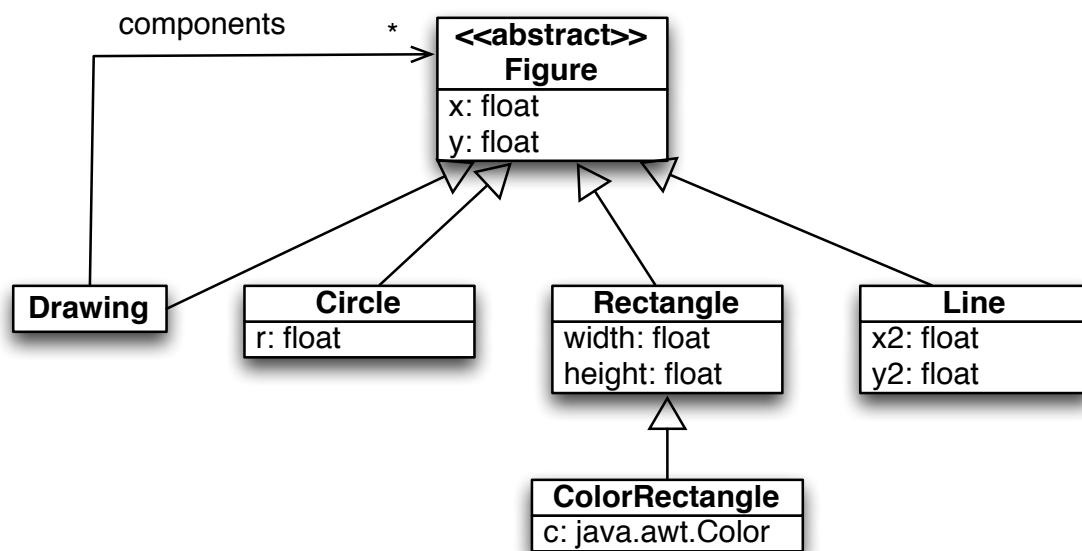 components
*
<<abstract>>
Figure
x: float
y: float
Drawing
Circle
r: float
Rectangle
width: float
height: float
Line
x2: float
y2: float
ColorRectangle
c: java.awt.Color